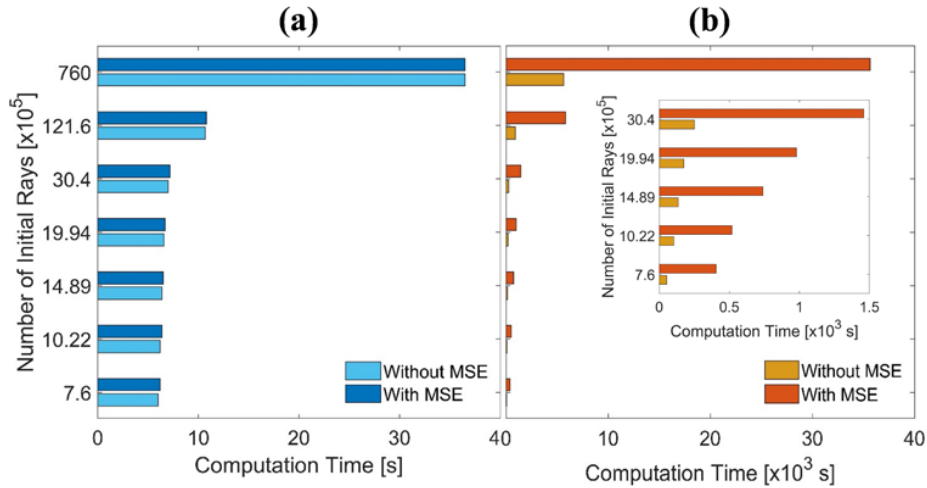 (a)
(b)
Number of Initial Rays [x10^5]
760
121.6
30.4
19.94
14.89
10.22
7.6
Without MSE
With MSE
0 10 20 30 40
Computation Time [s]
Number of Initial Rays [x10^5]
30.4
19.94
14.89
10.22
7.6
0 0.5 1 1.5
Computation Time [x10^3 s]
Without MSE
With MSE
0 10 20 30 40
Computation Time [x10^3 s]